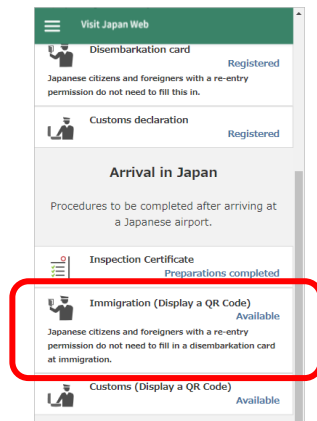 Visit Japan Web
Disembarkation card
Registered
Japanese citizens and foreigners with a re-entry
permission do not need to fill this in.
Customs declaration
Registered
Arrival in Japan
Procedures to be completed after arriving at
a Japanese airport.
Inspection Certificate
Preparations completed
Immigration (Display a QR Code)
Available
Japanese citizens and foreigners with a re-entry
permission do not need to fill in a disembarkation card
at immigration.
Customs (Display a QR Code)
Available